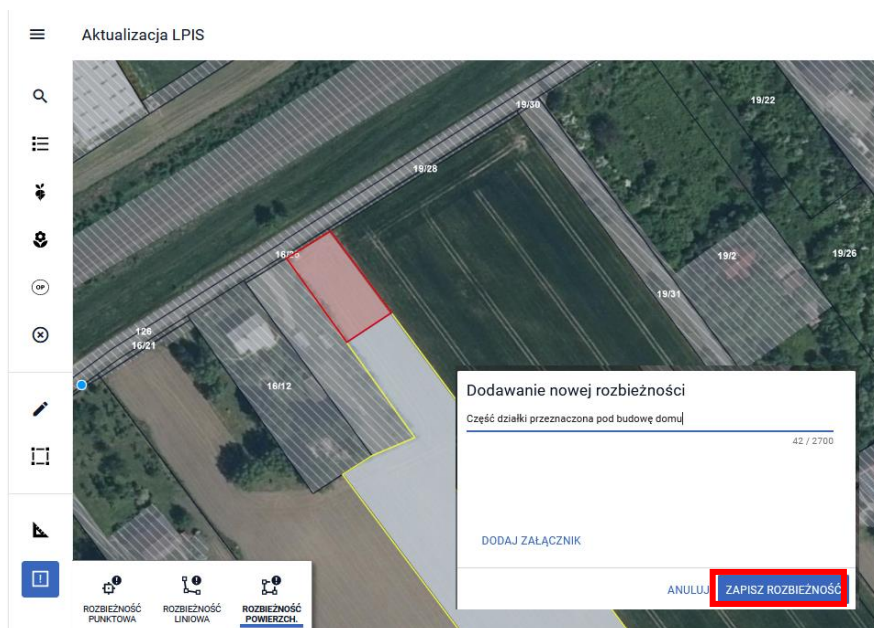 Aktualizacja LPIS
19/22
19/30
19/28
19/2
19/26
19/31
126
16/21
16/12
OP
Dodawanie nowej rozbieżności
Część działki przeznaczona pod budowę domu
42 / 2700
DODAJ ZAŁĄCZNIK
ANULUJ
ZAPISZ ROZBIEŻNOŚĆ
ROZBIEŻNOŚĆ
PUNKTOWA
ROZBIEŻNOŚĆ
LINIOWA
ROZBIEŻNOŚĆ
POWIERZCH.